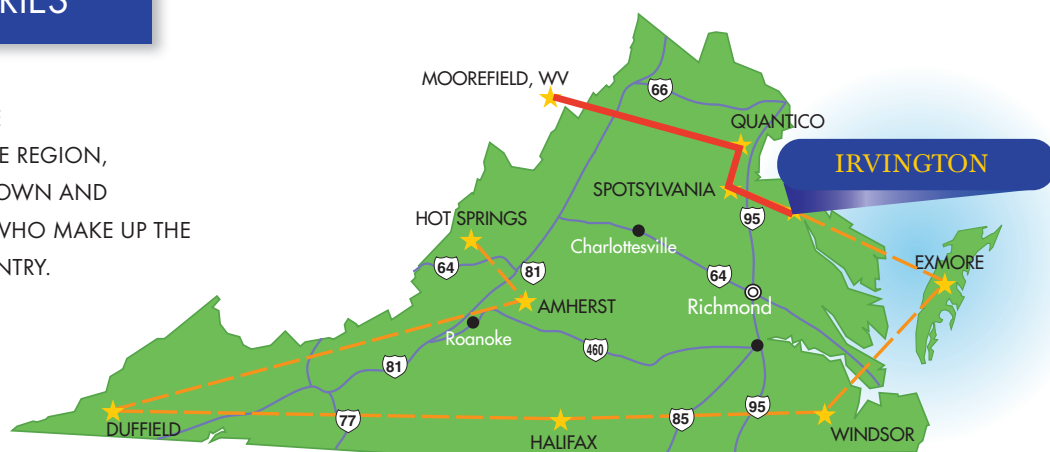 RIES
E REGION,
OWN AND
WHO MAKE UP THE
NTRY.
MOOREFIELD, WV
66
QUANTICO
IRVINGTON
SPOTSYLVANIA
95
HOT SPRINGS
Charlottesville
64
81
64
EXMORE
AMHERST
Richmond
Roanoke
460
81
DUFFIELD
77
HALIFAX
85
95
WINDSOR